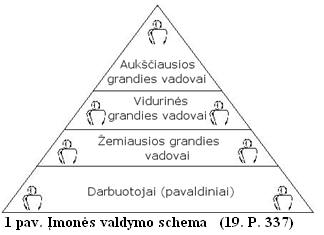 Aukščiausios
grandies vadovai
Vidurinės
grandies vadovai
Žemiausios grandies
vadovai
Darbuotojai (pavaldiniai)
1 pav. Įmonės valdymo schema (19. P. 337)